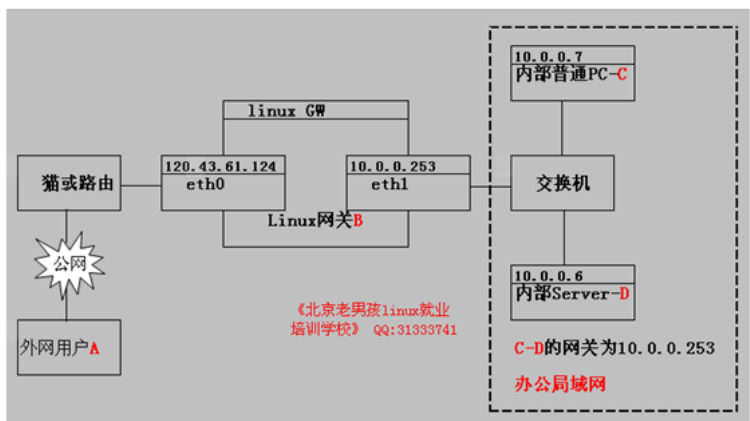 10.0.0.7
内部普通PC-C
linux GW
120.43.61.124
eth0
10.0.0.253
eth1
猫或路由
交换机
Linux网关B
公网
10.0.0.6
内部Server-D
《北京老男孩linux就业
培训学校》 QQ:31333741
外网用户A
C-D的网关为10.0.0.253
办公局域网